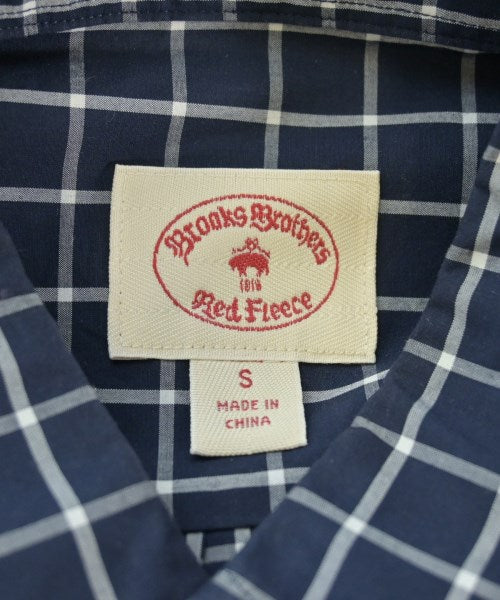 Brooks Brothers
1818
Red Fleece
S
MADE IN
CHINA